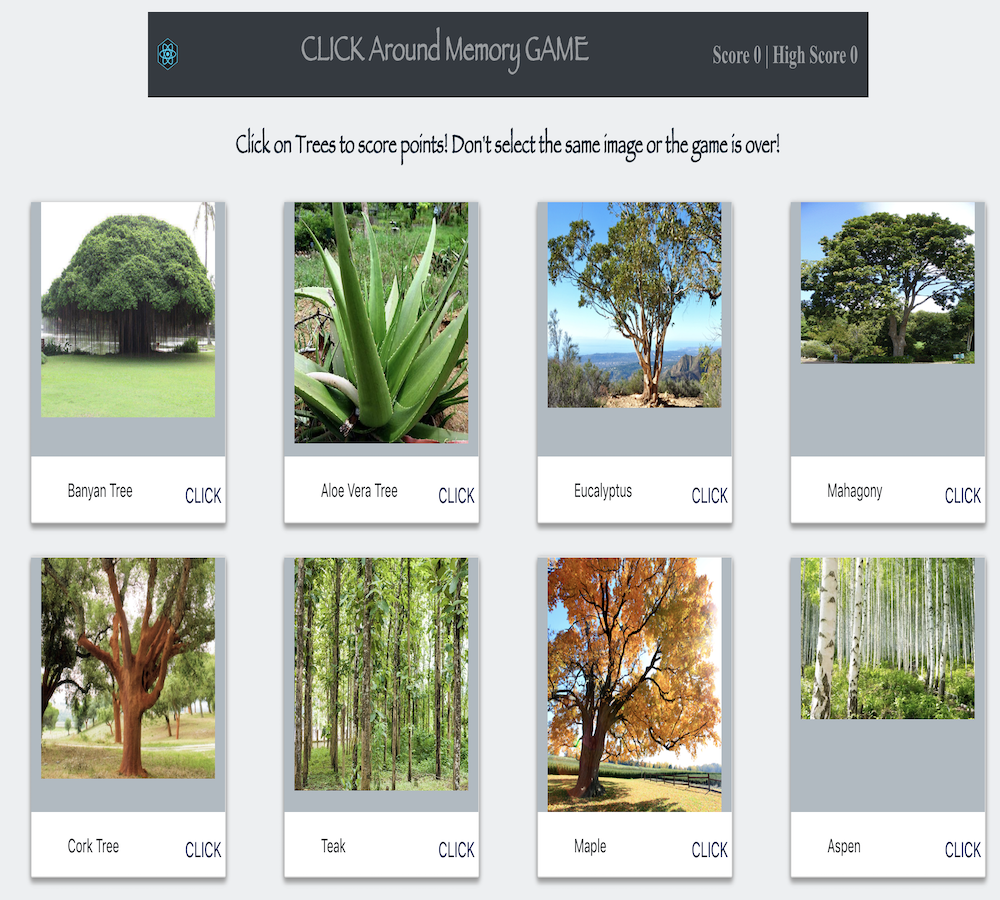 CLICK Around Memory GAME
Score 0 | High Score 0
Click on Trees to score points! Don't select the same image or the game is over!
Banyan Tree CLICK
Aloe Vera Tree CLICK
Eucalyptus CLICK
Mahagony CLICK
Cork Tree CLICK
Teak CLICK
Maple CLICK
Aspen CLICK